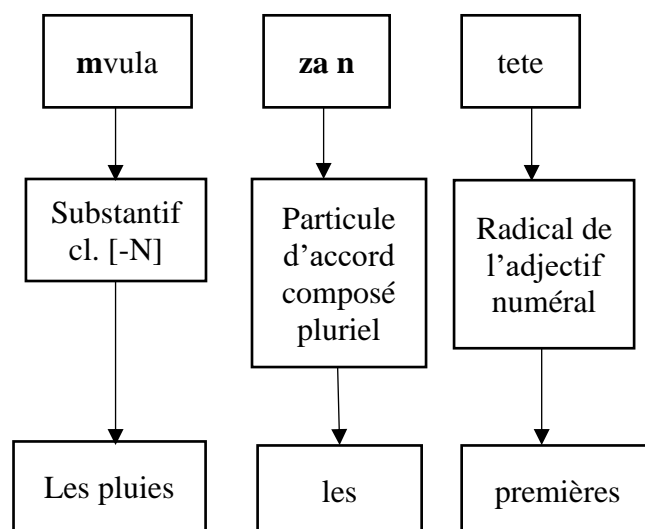 mvula
za n
tete
Substantif
cl. [-N]
Particule
d’accord
composé
pluriel
Radical de
l’adjectif
numéral
Les pluies
les
premières